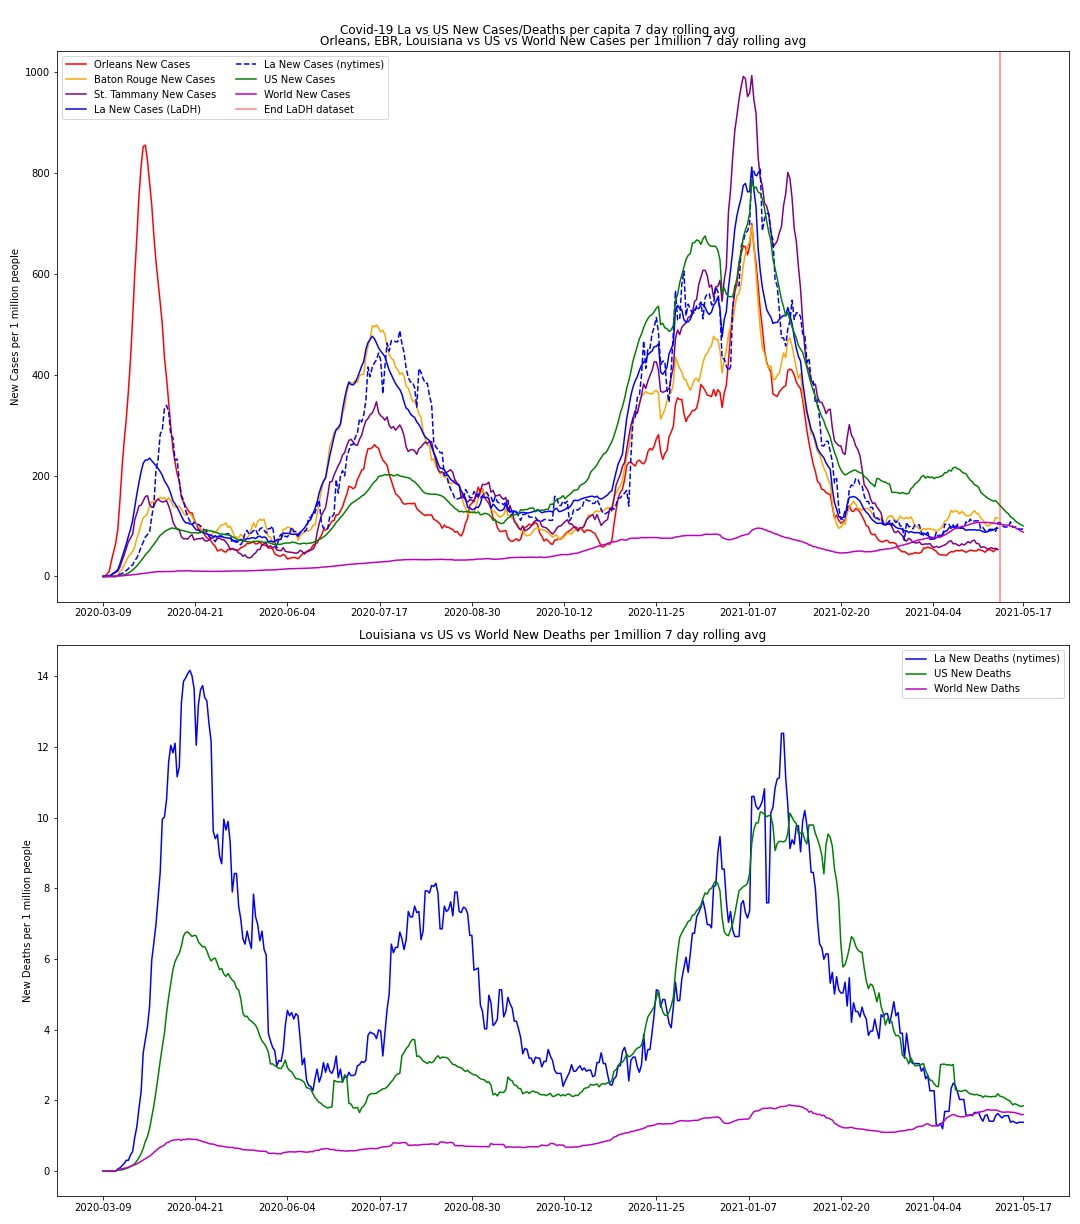 Covid-19 La vs US New Cases/Deaths per capita 7 day rolling avg
Orleans, EBR, Louisiana vs US vs World New Cases per 1million 7 day rolling avg
Orleans New Cases
Baton Rouge New Cases
St. Tammany New Cases
La New Cases (LaDH)
La New Cases (nytimes)
US New Cases
World New Cases
End LaDH dataset
New Cases per 1 million people
1000
800
600
400
200
0
2020-03-09 2020-04-21 2020-06-04 2020-07-17 2020-08-30 2020-10-12 2020-11-25 2021-01-07 2021-02-20 2021-04-04 2021-05-17
Louisiana vs US vs World New Deaths per 1million 7 day rolling avg
La New Deaths (nytimes)
US New Deaths
World New Daths
New Deaths per 1 million people
14
12
10
8
6
4
2
0
2020-03-09 2020-04-21 2020-06-04 2020-07-17 2020-08-30 2020-10-12 2020-11-25 2021-01-07 2021-02-20 2021-04-04 2021-05-17